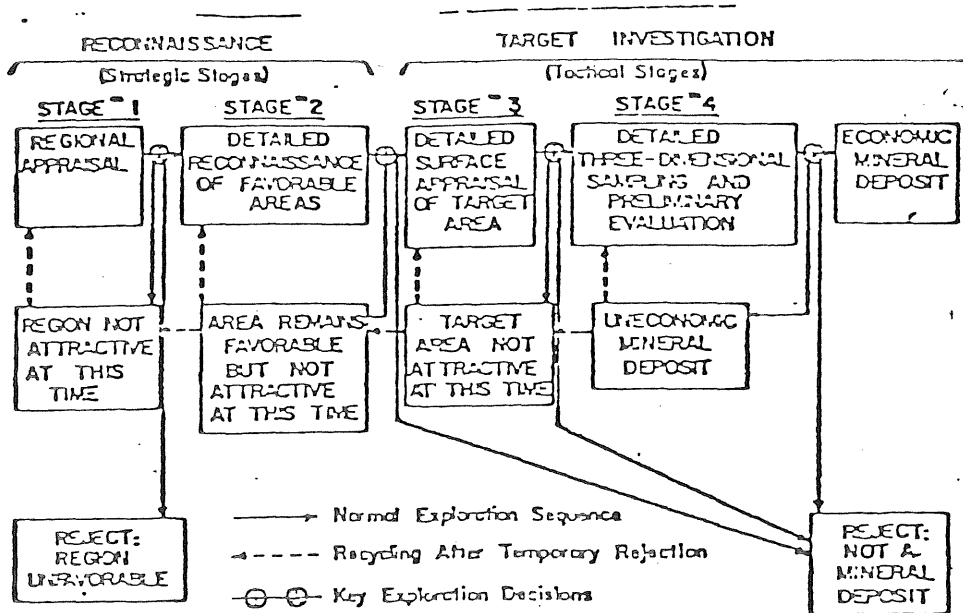 RECONNAISSANCE
TARGET INVESTIGATION
(Strategic Stages)
(Tactical Stages)
STAGE #1
STAGE #2
STAGE #3
STAGE #4
REGIONAL
APPRAISAL
DETAILED
RECONNAISSANCE
OF FAVORABLE
AREAS
DETAILED
SURFACE
APPRAISAL
OF TARGET
AREA
DETAILED
THREE-DIMENSIONAL
SAMPLING AND
PRELIMINARY
EVALUATION
ECONOMIC
MINERAL
DEPOSIT
REGON NOT
ATTRACTIVE
AT THIS
TIME
AREA REMAINS
FAVORABLE
BUT NOT
ATTRACTIVE
AT THIS TIME
TARGET
AREA NOT
ATTRACTIVE
AT THIS TIME
UNECONOMIC
MINERAL
DEPOSIT
REJECT:
REGION
UNFAVORABLE
Normal Exploration Sequence
Recycling After Temporary Rejection
Key Exploration Decisions
REJECT:
NOT A
MINERAL
DEPOSIT